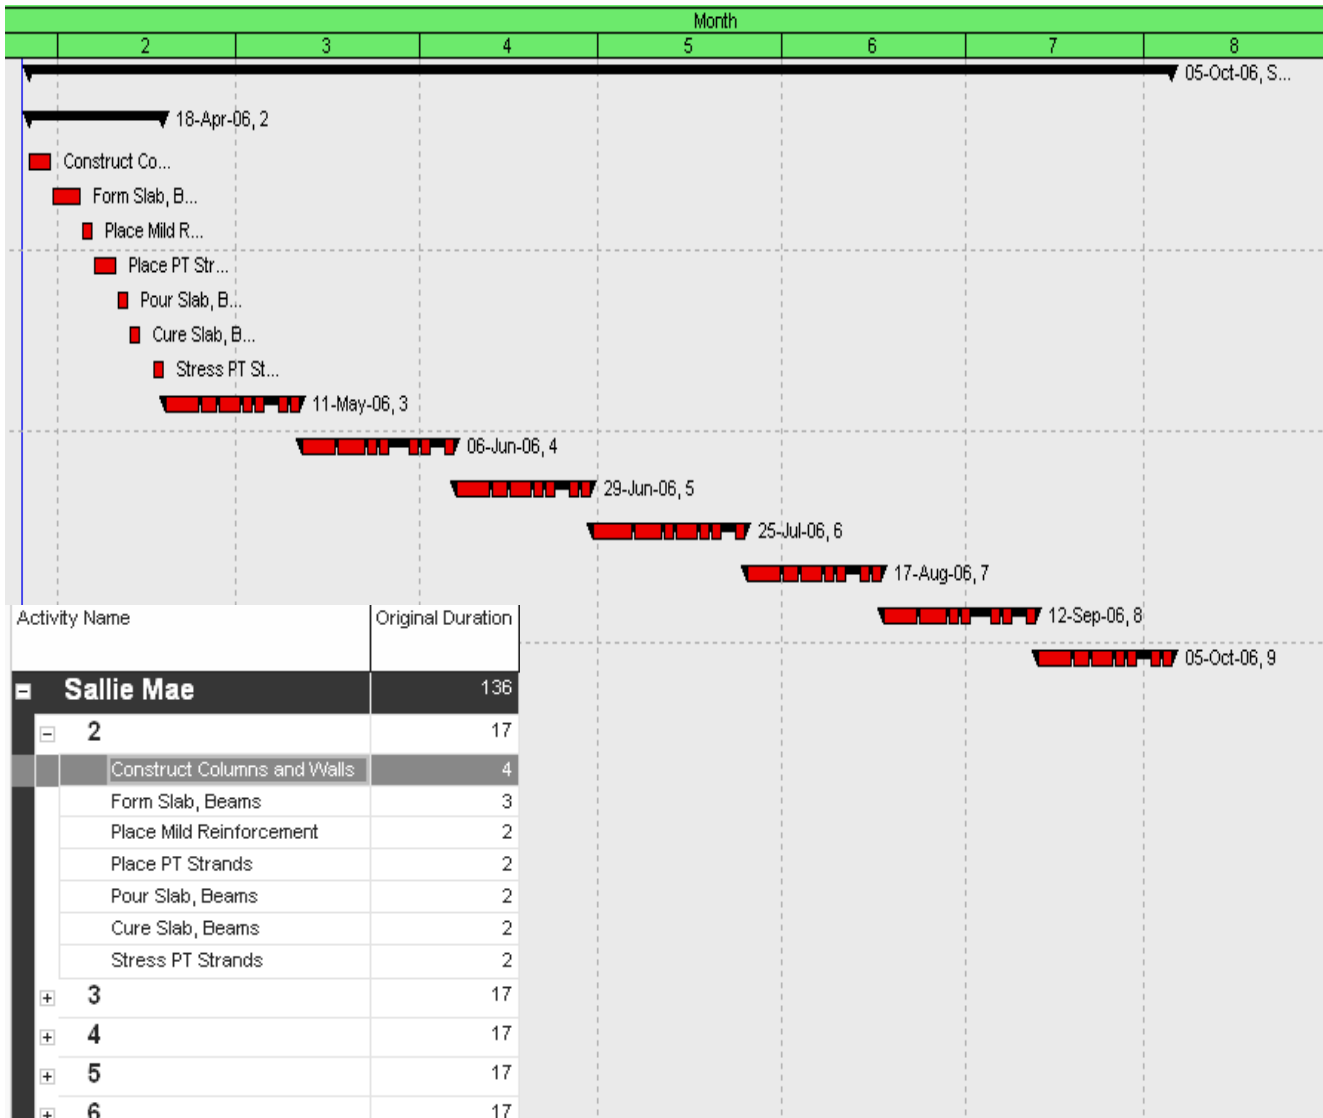 Month
2 3 4 5 6 7 8
05-Oct-06, S...
18-Apr-06, 2
Construct Co...
Form Slab, B...
Place Mild R...
Place PT Str...
Pour Slab, B...
Cure Slab, B...
Stress PT St...
11-May-06, 3
06-Jun-06, 4
29-Jun-06, 5
25-Jul-06, 6
17-Aug-06, 7
12-Sep-06, 8
05-Oct-06, 9
Activity Name Original Duration
Sallie Mae 136
2 17
Construct Columns and Walls 4
Form Slab, Beams 3
Place Mild Reinforcement 2
Place PT Strands 2
Pour Slab, Beams 2
Cure Slab, Beams 2
Stress PT Strands 2
3 17
4 17
5 17
6 17